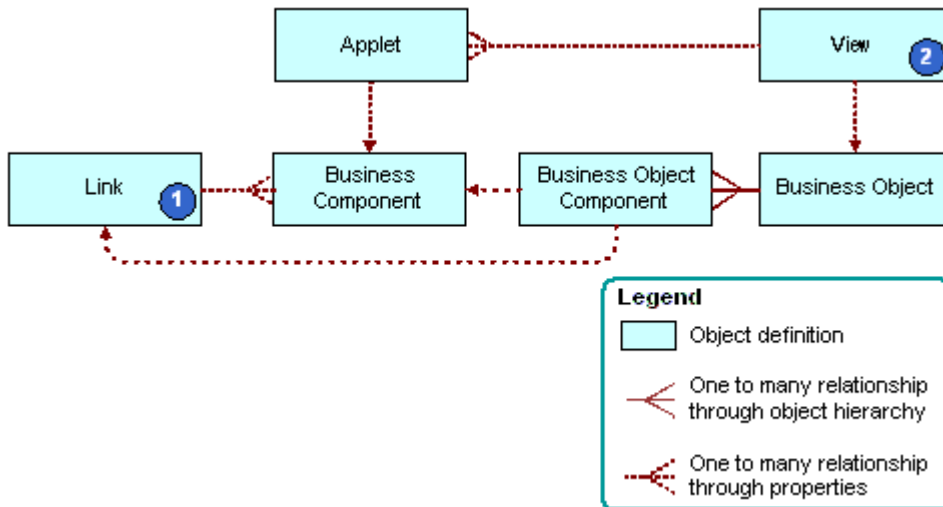 Applet
View
2
Link
1
Business
Component
Business Object
Component
Business Object
Legend
Object definition
One to many relationship
through object hierarchy
One to many relationship
through properties